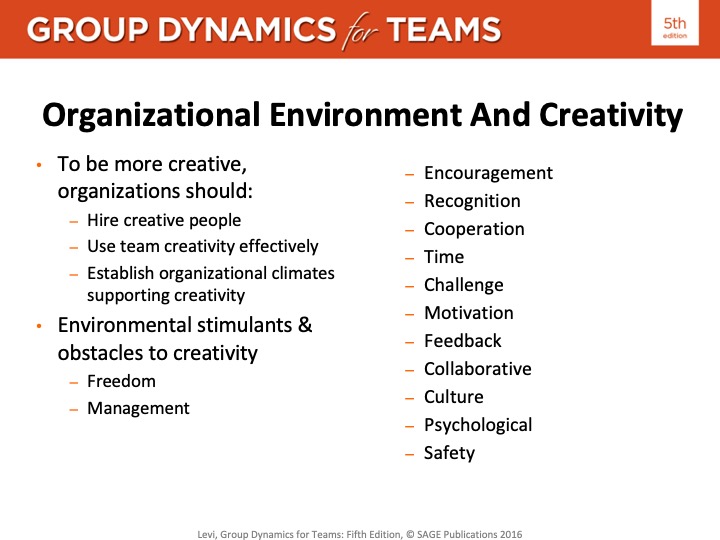 GROUP DYNAMICS for TEAMS
5th
edition
Organizational Environment And Creativity
• To be more creative,
organizations should:
– Hire creative people
– Use team creativity effectively
– Establish organizational climates
supporting creativity
• Environmental stimulants &
obstacles to creativity
– Freedom
– Management
– Encouragement
– Recognition
– Cooperation
– Time
– Challenge
– Motivation
– Feedback
– Collaborative
– Culture
– Psychological
– Safety
Levi, Group Dynamics for Teams: Fifth Edition, © SAGE Publications 2016